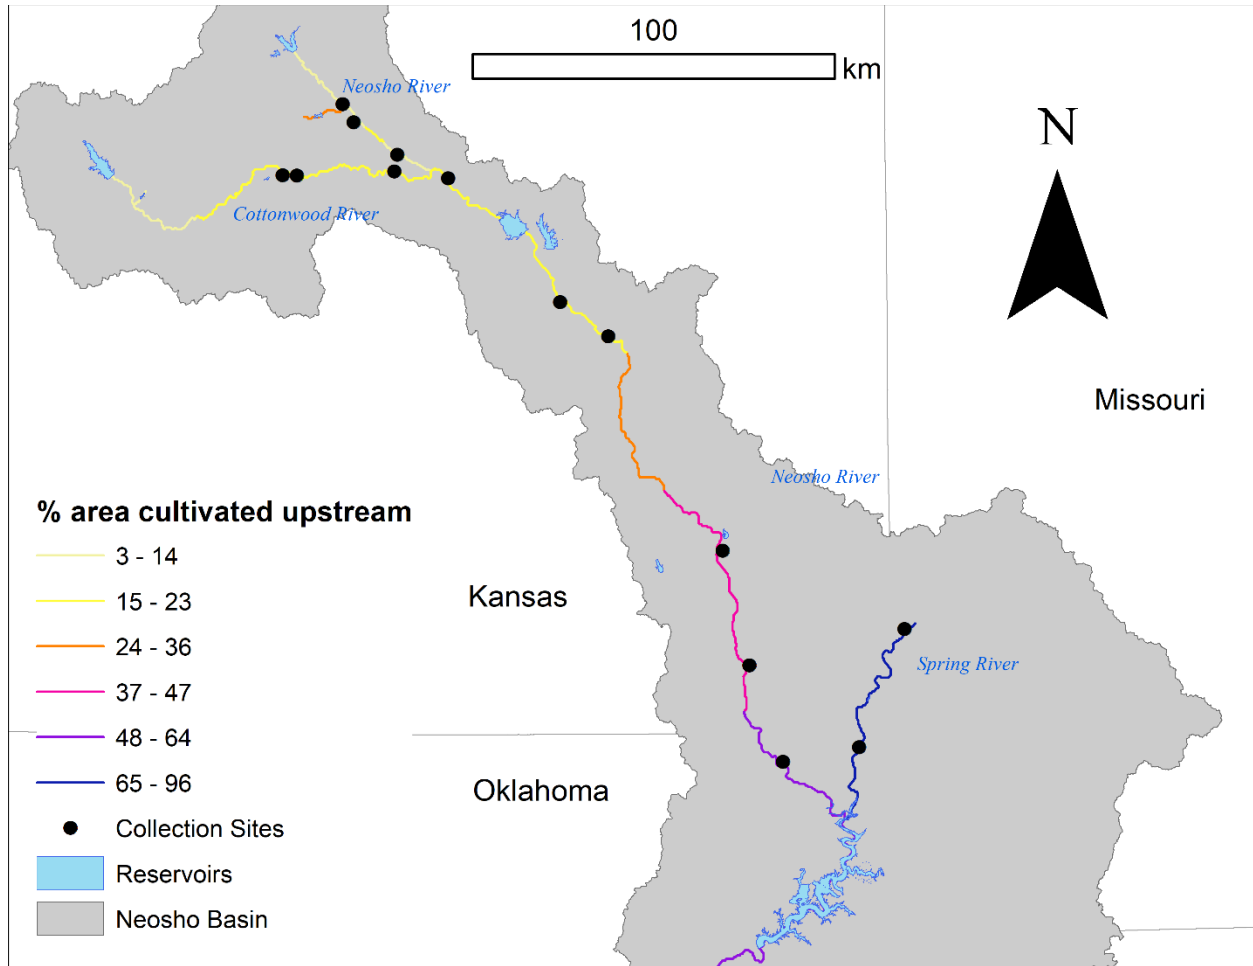 100
km
Neosho River
N
Cottonwood River
Missouri
Neosho River
% area cultivated upstream
3 - 14
15 - 23
24 - 36
37 - 47
48 - 64
65 - 96
Collection Sites
Reservoirs
Neosho Basin
Kansas
Spring River
Oklahoma